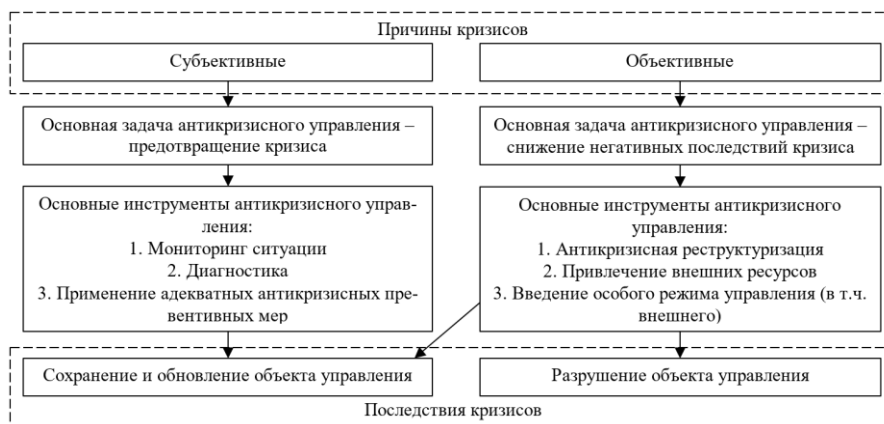 Причины кризисов
Субъективные
Объективные
Основная задача антикризисного управления –
предотвращение кризиса
Основная задача антикризисного управления –
снижение негативных последствий кризиса
Основные инструменты антикризисного управ-
ления:
1. Мониторинг ситуации
2. Диагностика
3. Применение адекватных антикризисных пре-
вентивных мер
Основные инструменты антикризисного
управления:
1. Антикризисная реструктуризация
2. Привлечение внешних ресурсов
3. Введение особого режима управления (в т.ч.
внешнего)
Сохранение и обновление объекта управления
Разрушение объекта управления
Последствия кризисов